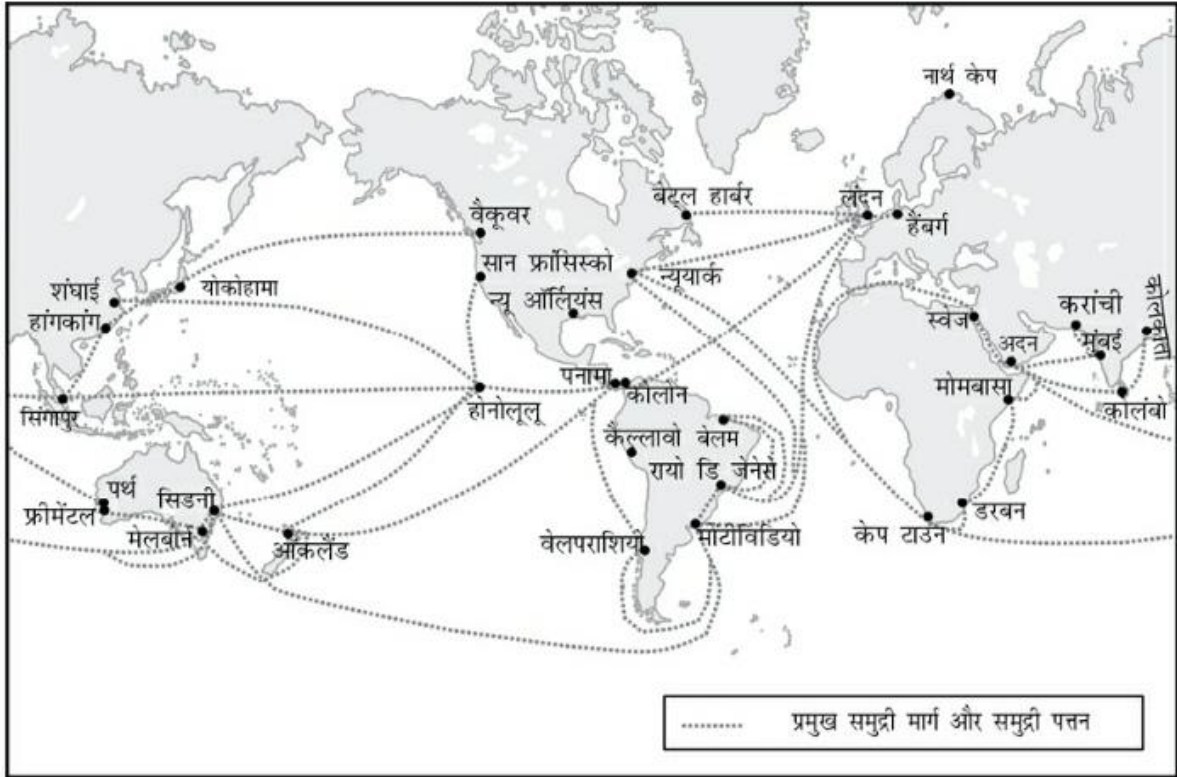 नार्थ केप
बेट्ल हार्बर
लंदन
हैंबर्ग
वैकूवर
सान फ्रांसिस्को
न्यूयार्क
न्यू ऑर्लियंस
शंघाई
योकोहामा
हांगकांग
स्वेज
करांची
कोलकाता
मुंबई
अदन
पनामा
कोलोन
मोमबासा
कोलंबो
सिंगापुर
होनोलूलू
कैल्लावो
बेलम
रायो डि जेनेरो
पर्थ
सिडनी
फ्रीमेंटल
मेलबोर्न
ऑकलैंड
वेलपराशियो
मोंटीविडियो
केप टाउन
डरबन
प्रमुख समुद्री मार्ग और समुद्री पत्तन